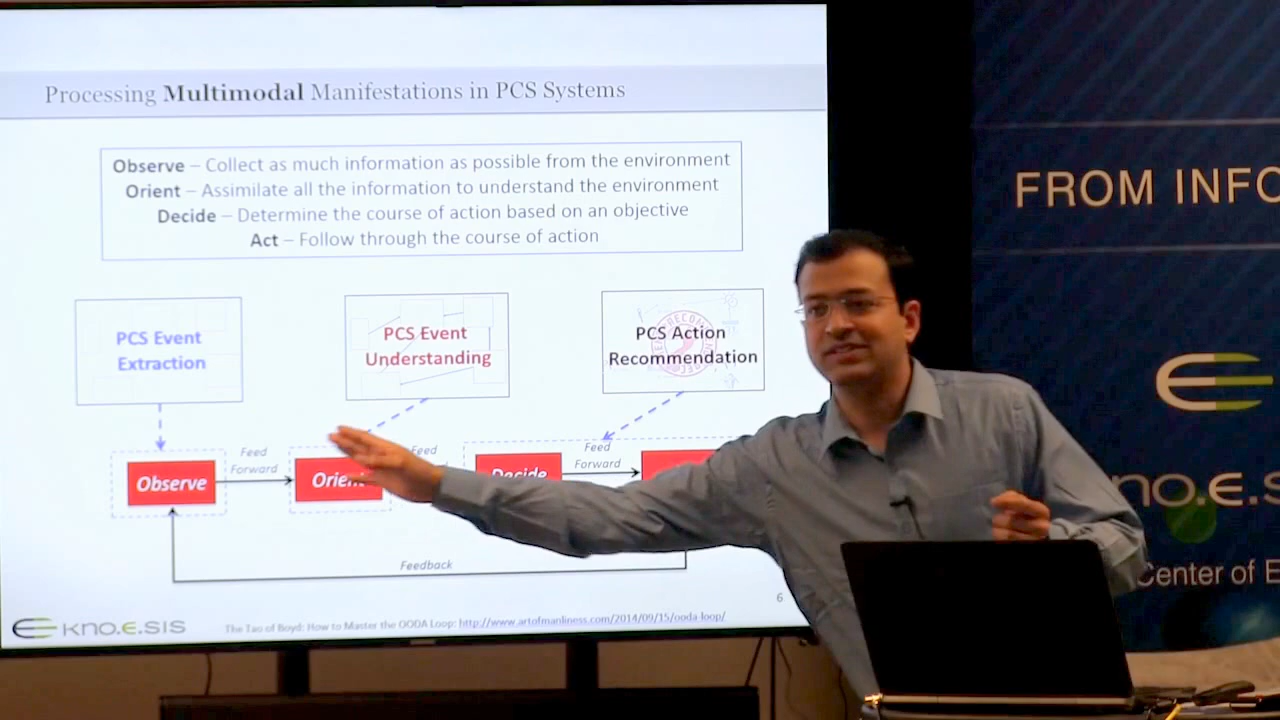 Processing Multimodal Manifestations in PCS Systems
Observe – Collect as much information as possible from the environment
Orient – Assimilate all the information to understand the environment
Decide – Determine the course of action based on an objective
Act – Follow through the course of action
PCS Event
Extraction
PCS Event
Understanding
PCS Action
Recommendation
Observe
Feed
Forward
Orient
Feed
Decide
Feed
Forward
Feedback
6
kno.e.sis
The Tao of Boyd: How to Master the OODA Loop: http://www.artofmanliness.com/2014/09/15/ooda-loop/
FROM INFO
no.e.s
Center of E